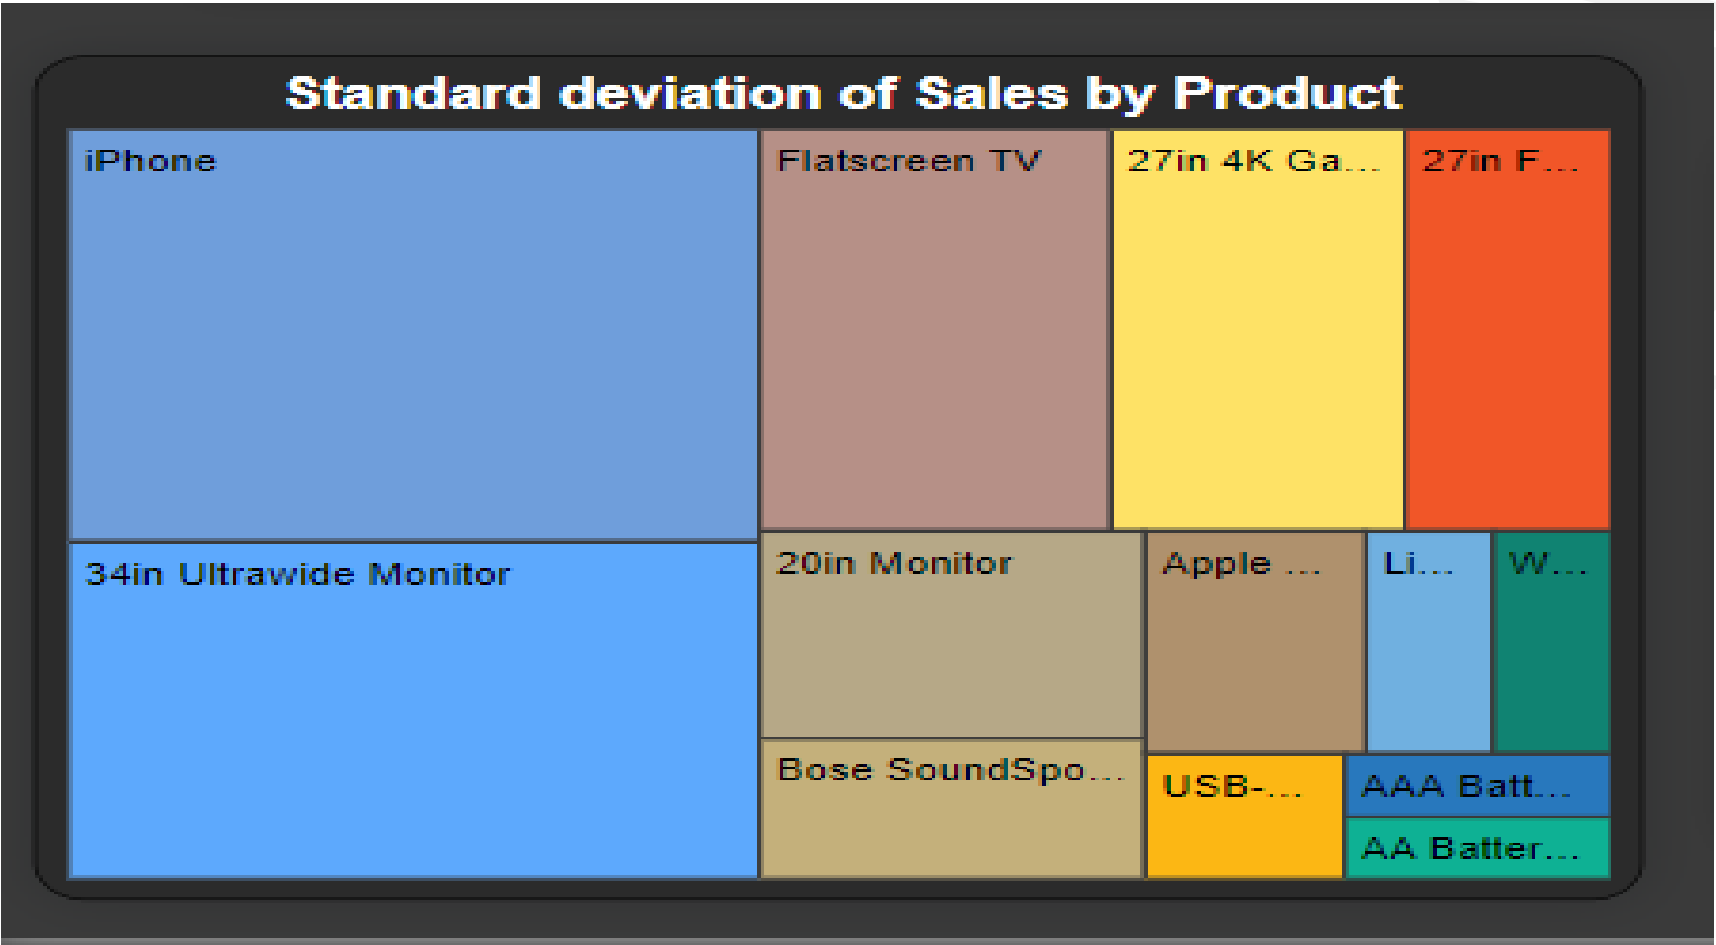 Standard deviation of Sales by Product
iPhone
Flatscreen TV
27in 4K Ga...
27in F...
34in Ultrawide Monitor
20in Monitor
Apple ...
Li...
W...
Bose SoundSpo...
USB-...
AAA Batt...
AA Batter...